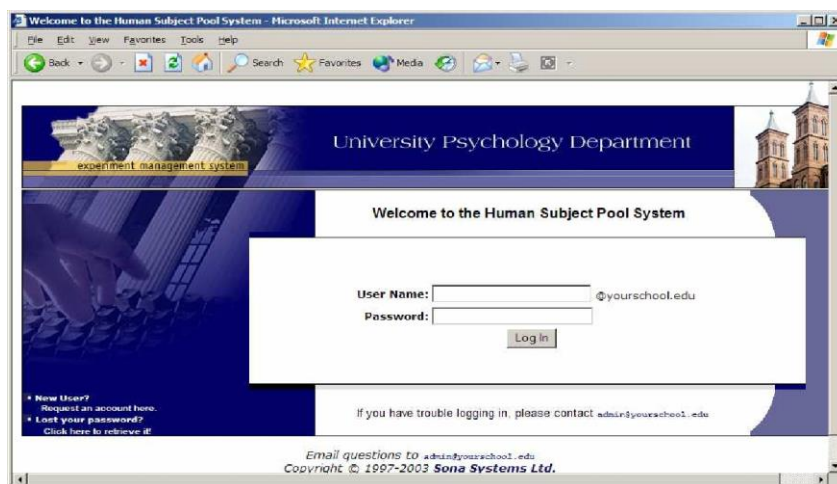 Welcome to the Human Subject Pool System - Microsoft Internet Explorer
File Edit View Favorites Tools Help
Back Search Favorites Media
University Psychology Department
experiment management system
Welcome to the Human Subject Pool System
User Name: @yourschool.edu
Password:
Log In
New User?
Request an account here.
Lost your password?
Click here to retrieve it!
If you have trouble logging in, please contact admin@yourschool.edu
Email questions to admin@yourschool.edu
Copyright © 1997-2003 Sona Systems Ltd.